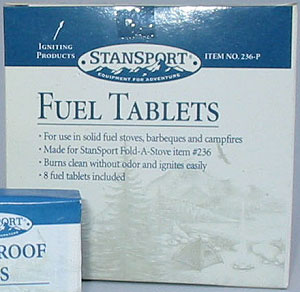 IGNITING
PRODUCTS
STANSPORT®
EQUIPMENT FOR ADVENTURE
ITEM NO. 236-P
FUEL TABLETS
• For use in solid fuel stoves, barbeques and campfires
• Made for StanSport Fold-A-Stove item #236
• Burns clean without odor and ignites easily
• 8 fuel tablets included
SPORT
ROOF
S